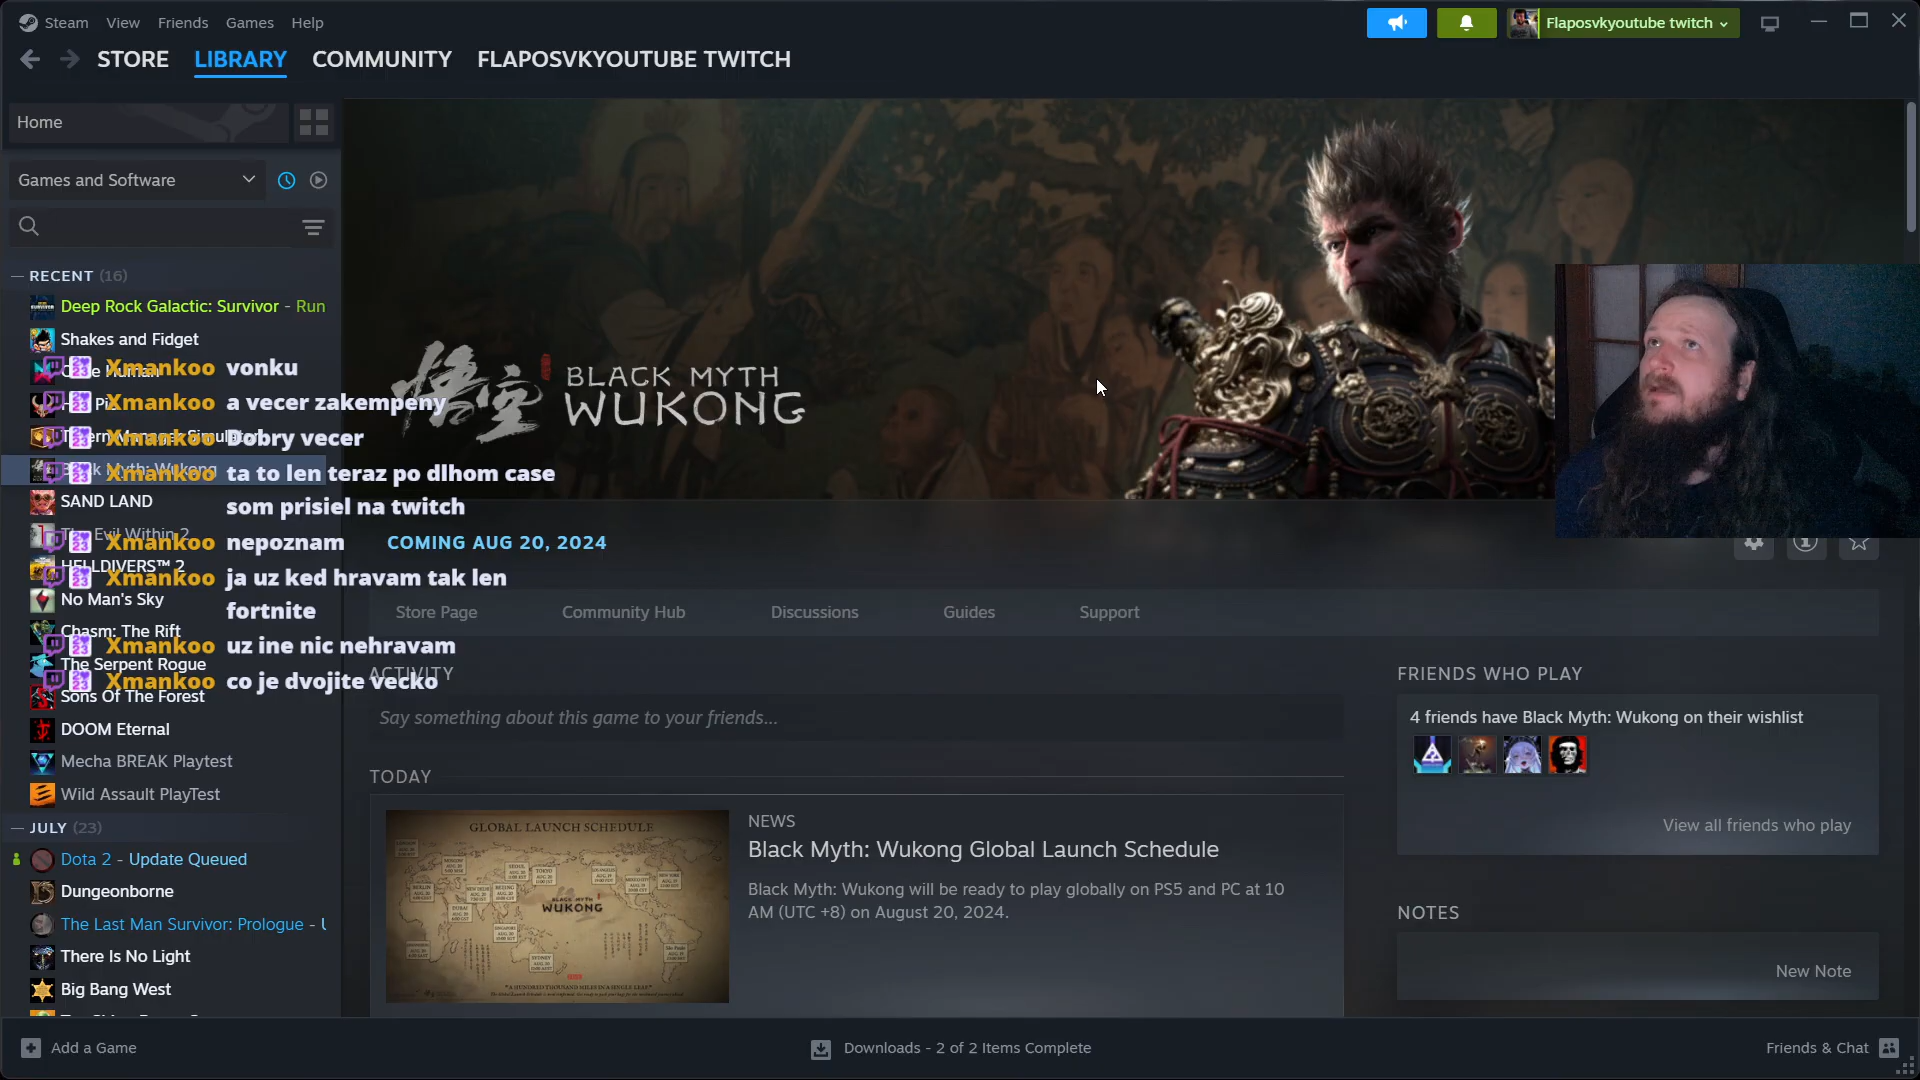 Steam View Friends Games Help
Flaposvkyoutube twitch
STORE LIBRARY COMMUNITY FLAPOSVKYOUTUBE TWITCH
Home
Games and Software
RECENT (16)
Deep Rock Galactic: Survivor - Run
Shakes and Fidget
Xmankoo vonku
Xmankoo a vecer zakempeny
Xmankoo Dobry vecer
Xmankoo ta to len teraz po dlhom case
som prisiel na twitch
Xmankoo nepoznam
Xmankoo ja uz ked hravam tak len
fortnite
Xmankoo uz ine nic nehravam
Xmankoo co je dvojite vecko
SAND LAND
The Evil Within 2
HELLDIVERS™ 2
No Man's Sky
Chasm: The Rift
The Serpent Rogue
Sons Of The Forest
DOOM Eternal
Mecha BREAK Playtest
Wild Assault PlayTest
JULY (23)
Dota 2 - Update Queued
Dungeonborne
The Last Man Survivor: Prologue - U
There Is No Light
Big Bang West
悟空
BLACK MYTH
WUKONG
COMING AUG 20, 2024
Store Page Community Hub Discussions Guides Support
ACTIVITY
Say something about this game to your friends...
TODAY
GLOBAL LAUNCH SCHEDULE
BLACK MYTH
WUKONG
NEWS
Black Myth: Wukong Global Launch Schedule
Black Myth: Wukong will be ready to play globally on PS5 and PC at 10
AM (UTC +8) on August 20, 2024.
FRIENDS WHO PLAY
4 friends have Black Myth: Wukong on their wishlist
View all friends who play
NOTES
New Note
Add a Game
Downloads - 2 of 2 Items Complete
Friends & Chat